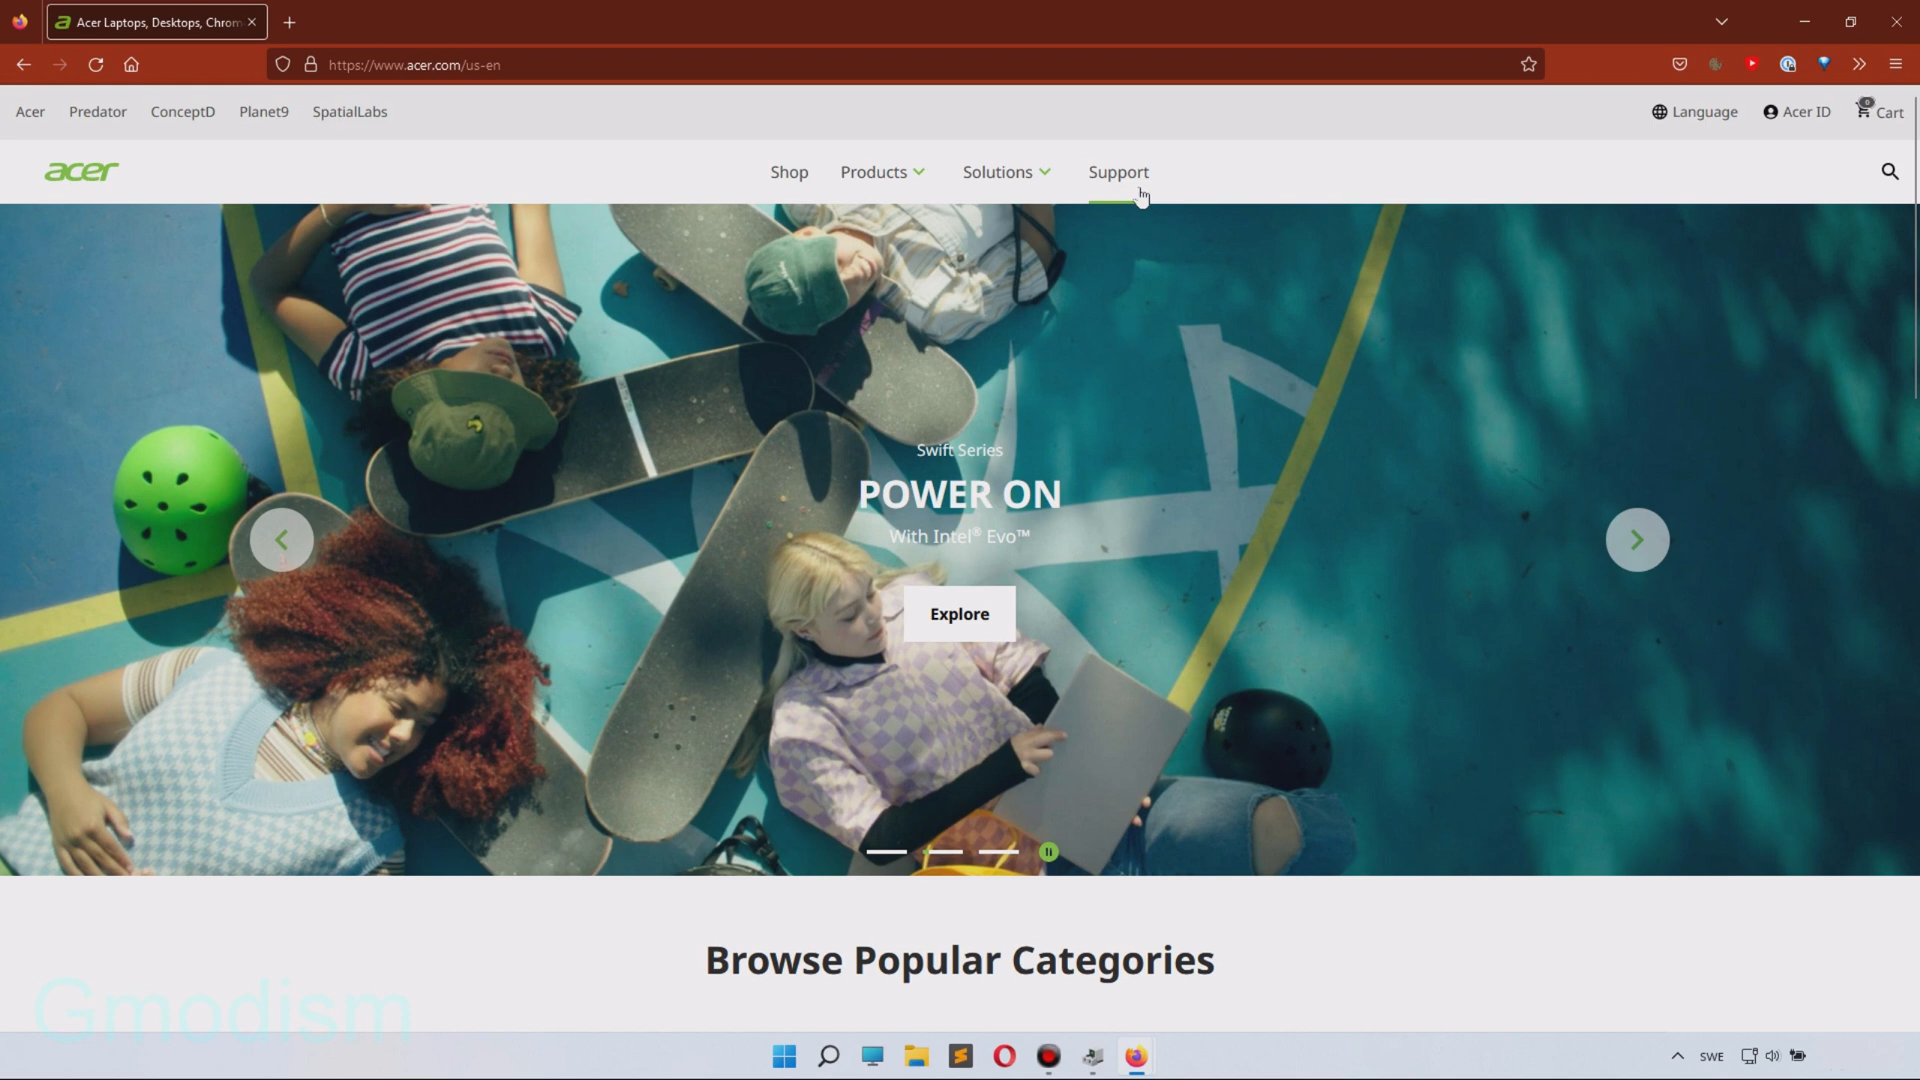 Acer Laptops, Desktops, Chrom
https://www.acer.com/us-en
Acer Predator ConceptD Planet9 SpatialLabs
Language Acer ID 0 Cart
acer Shop Products Solutions Support
Swift Series
POWER ON
With Intel® Evo™
Explore
Browse Popular Categories
Gmodism
SWE